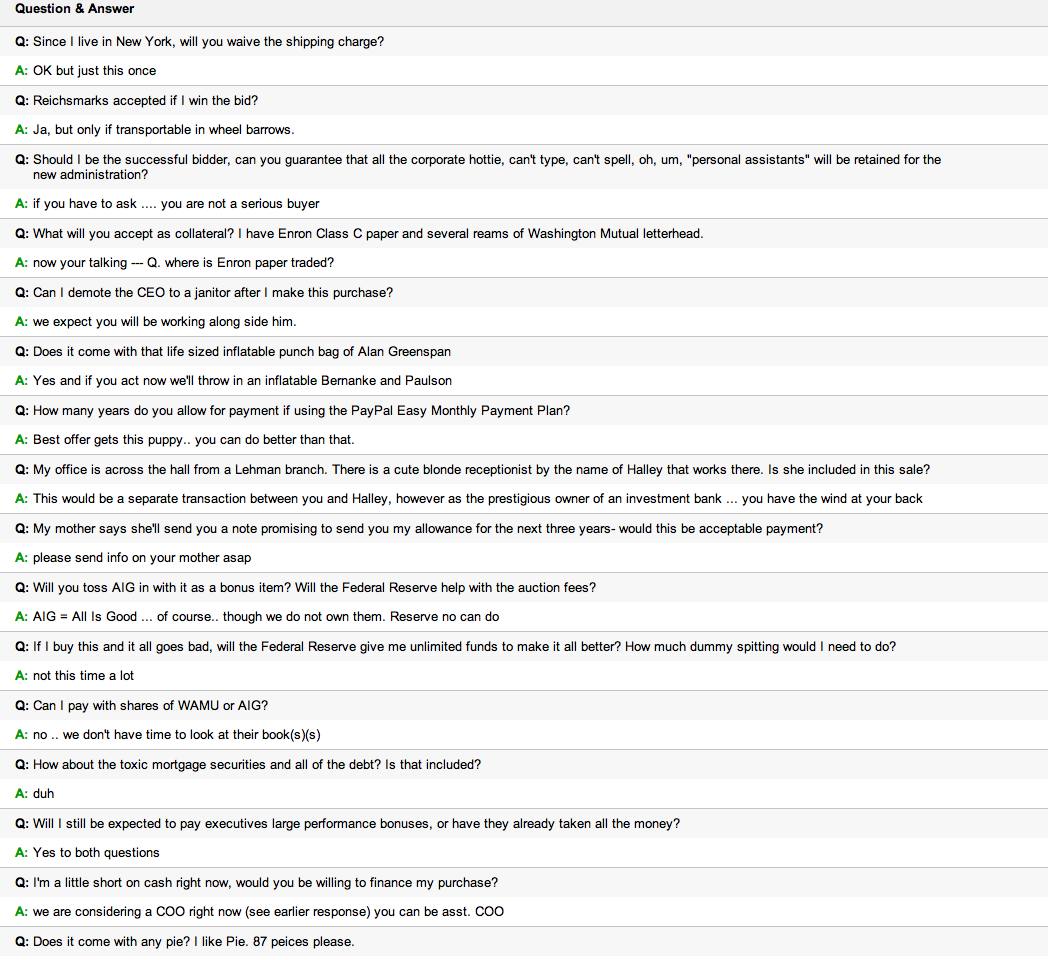 Question & Answer
Q: Since I live in New York, will you waive the shipping charge?
A: OK but just this once
Q: Reichsmarks accepted if I win the bid?
A: Ja, but only if transportable in wheel barrows.
Q: Should I be the successful bidder, can you guarantee that all the corporate hottie, can't type, can't spell, oh, um, "personal assistants" will be retained for the
new administration?
A: if you have to ask .... you are not a serious buyer
Q: What will you accept as collateral? I have Enron Class C paper and several reams of Washington Mutual letterhead.
A: now your talking --- Q. where is Enron paper traded?
Q: Can I demote the CEO to a janitor after I make this purchase?
A: we expect you will be working along side him.
Q: Does it come with that life sized inflatable punch bag of Alan Greenspan
A: Yes and if you act now we'll throw in an inflatable Bernanke and Paulson
Q: How many years do you allow for payment if using the PayPal Easy Monthly Payment Plan?
A: Best offer gets this puppy.. you can do better than that.
Q: My office is across the hall from a Lehman branch. There is a cute blonde receptionist by the name of Halley that works there. Is she included in this sale?
A: This would be a separate transaction between you and Halley, however as the prestigious owner of an investment bank ... you have the wind at your back
Q: My mother says she'll send you a note promising to send you my allowance for the next three years- would this be acceptable payment?
A: please send info on your mother asap
Q: Will you toss AIG in with it as a bonus item? Will the Federal Reserve help with the auction fees?
A: AIG = All Is Good ... of course.. though we do not own them. Reserve no can do
Q: If I buy this and it all goes bad, will the Federal Reserve give me unlimited funds to make it all better? How much dummy spitting would I need to do?
A: not this time a lot
Q: Can I pay with shares of WAMU or AIG?
A: no .. we don't have time to look at their book(s)(s)
Q: How about the toxic mortgage securities and all of the debt? Is that included?
A: duh
Q: Will I still be expected to pay executives large performance bonuses, or have they already taken all the money?
A: Yes to both questions
Q: I'm a little short on cash right now, would you be willing to finance my purchase?
A: we are considering a COO right now (see earlier response) you can be asst. COO
Q: Does it come with any pie? I like Pie. 87 peices please.